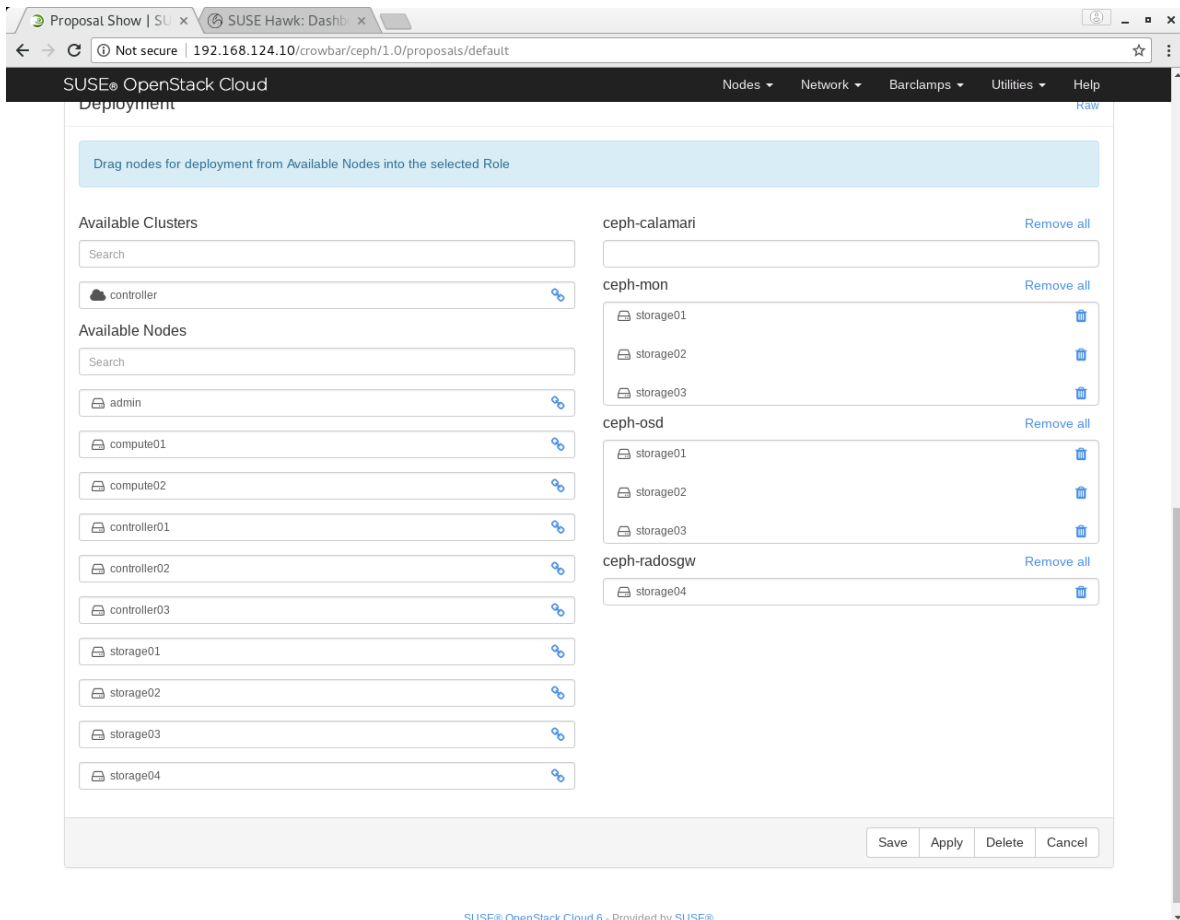 Proposal Show | SU
SUSE Hawk: Dashb
Not secure 192.168.124.10/crowbar/ceph/1.0/proposals/default
SUSE® OpenStack Cloud Nodes Network Barclamps Utilities Help
Deployment Raw
Drag nodes for deployment from Available Nodes into the selected Role
Available Clusters
Search
controller
Available Nodes
Search
admin
compute01
compute02
controller01
controller02
controller03
storage01
storage02
storage03
storage04
ceph-calamari Remove all
ceph-mon Remove all
storage01
storage02
storage03
ceph-osd Remove all
storage01
storage02
storage03
ceph-radosgw Remove all
storage04
Save Apply Delete Cancel
SUSE® OpenStack Cloud 6 - Provided by SUSE®